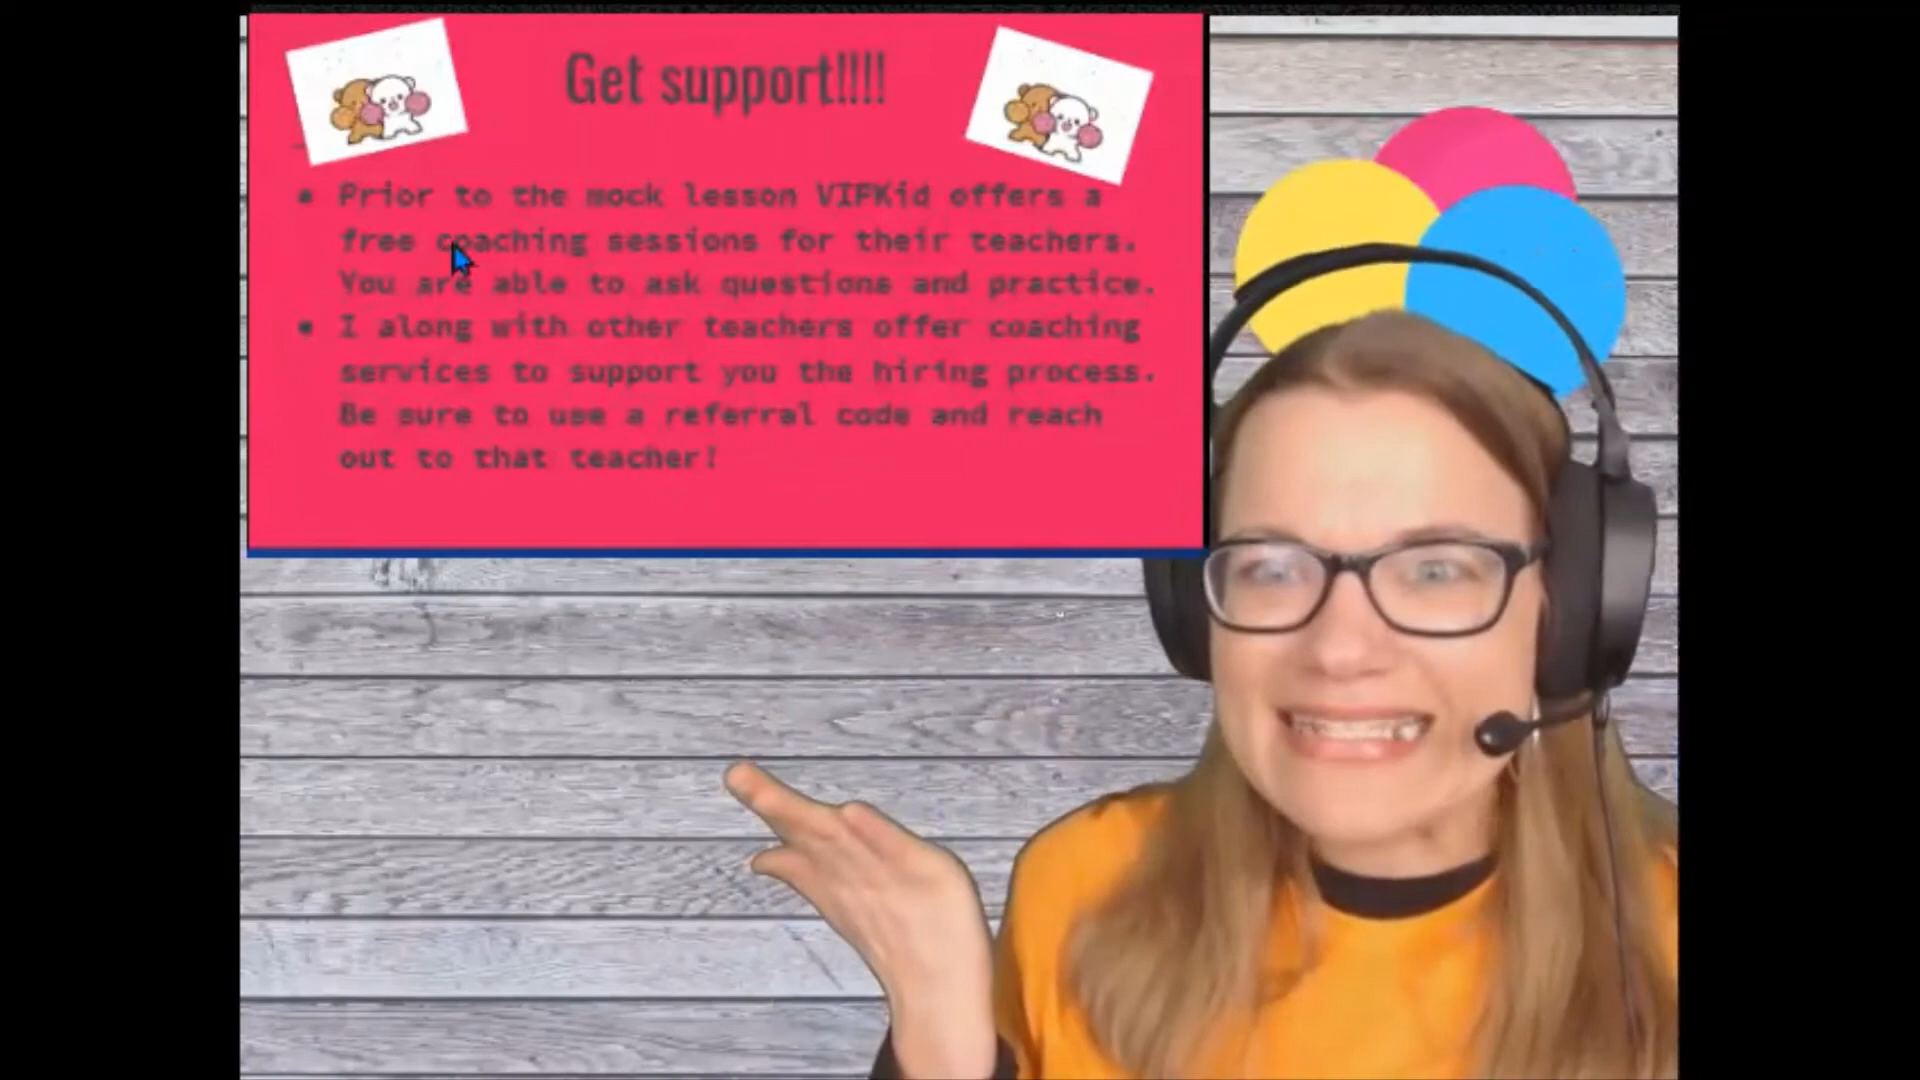 Get support!!!!
• Prior to the mock lesson VIPKid offers a
free coaching sessions for their teachers.
You are able to ask questions and practice.
• I along with other teachers offer coaching
services to support you the hiring process.
Be sure to use a referral code and reach
out to that teacher!